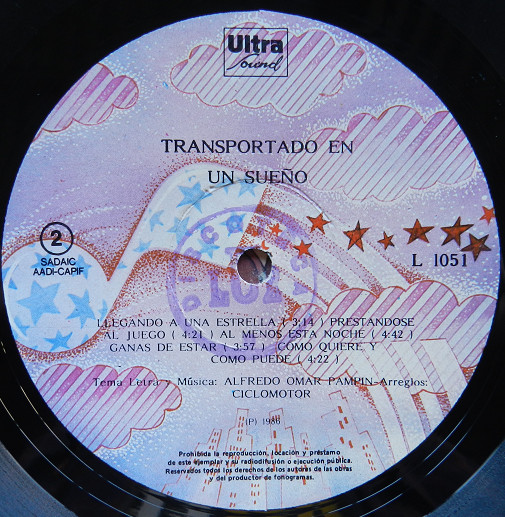 Ultra
Sound
TRANSPORTADO EN
UN SUEÑO
2
SADAIC
AADI-CAPIF
L 1051
LLEGANDO A UNA ESTRELLA ( 3:14 ) PRESTANDOSE
AL JUEGO ( 4:21 ) AL MENOS ESTA NOCHE ( 4:42 )
GANAS DE ESTAR ( 3:57 ) COMO QUIERE Y
COMO PUEDE ( 4:22 )
Tema Letra y Música: ALFREDO OMAR PAMPIN-Arreglos:
CICLOMOTOR
(P) 1986
Prohibida la reproducción, locación y préstamo
de este ejemplar y su radiodifusión o ejecución pública.
Reservados todos los derechos de los autores de las obras
y del productor de fonogramas.